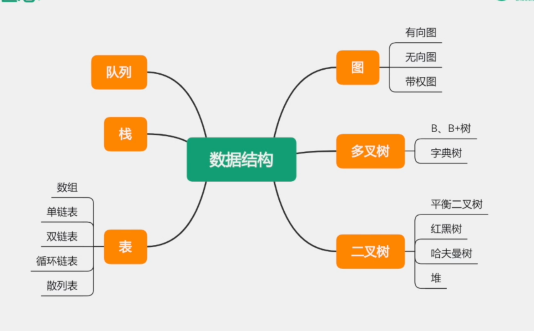 数据结构
队列
栈
表
数组
单链表
双链表
循环链表
散列表
图
有向图
无向图
带权图
多叉树
B、B+树
字典树
二叉树
平衡二叉树
红黑树
哈夫曼树
堆